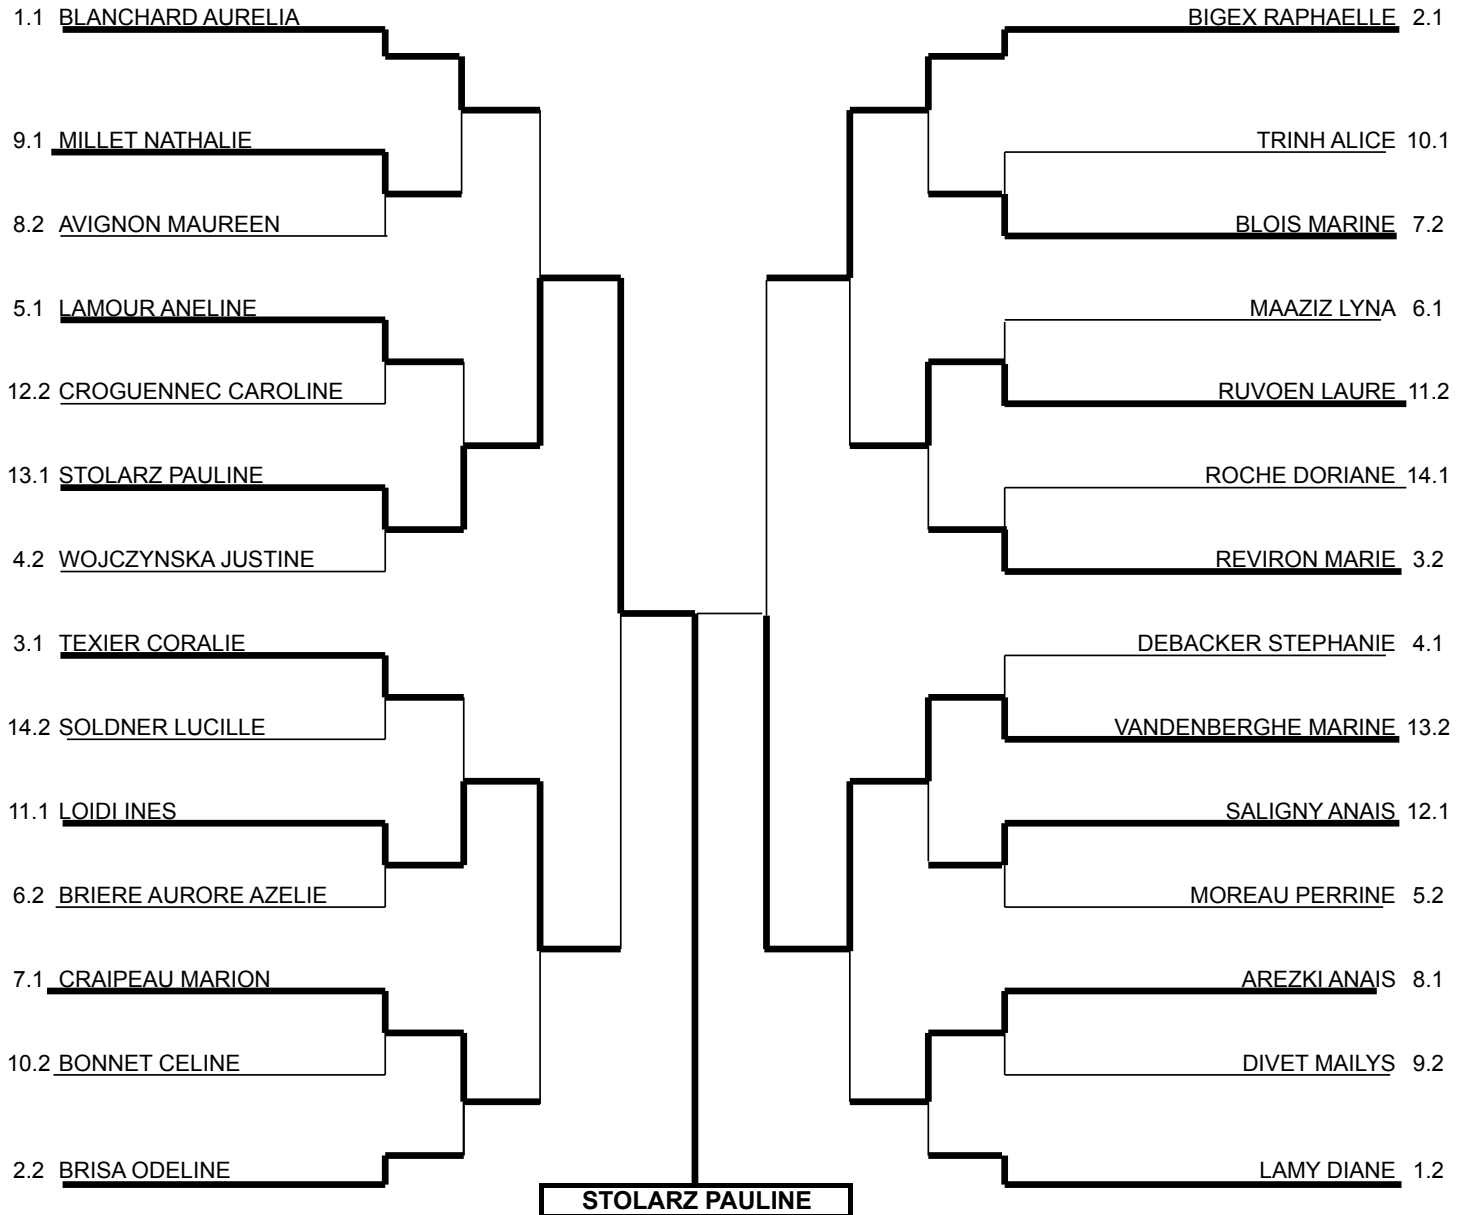 1.1 BLANCHARD AURELIA
9.1 MILLET NATHALIE
8.2 AVIGNON MAUREEN
5.1 LAMOUR ANELINE
12.2 CROGUENNEC CAROLINE
13.1 STOLARZ PAULINE
4.2 WOJCZYNSKA JUSTINE
3.1 TEXIER CORALIE
14.2 SOLDNER LUCILLE
11.1 LOIDI INES
6.2 BRIERE AURORE AZELIE
7.1 CRAIPEAU MARION
10.2 BONNET CELINE
2.2 BRISA ODELINE
BIGEX RAPHAELLE 2.1
TRINH ALICE 10.1
BLOIS MARINE 7.2
MAAZIZ LYNA 6.1
RUVOEN LAURE 11.2
ROCHE DORIANE 14.1
REVIRON MARIE 3.2
DEBACKER STEPHANIE 4.1
VANDENBERGHE MARINE 13.2
SALIGNY ANAIS 12.1
MOREAU PERRINE 5.2
AREZKI ANAIS 8.1
DIVET MAILYS 9.2
LAMY DIANE 1.2
STOLARZ PAULINE